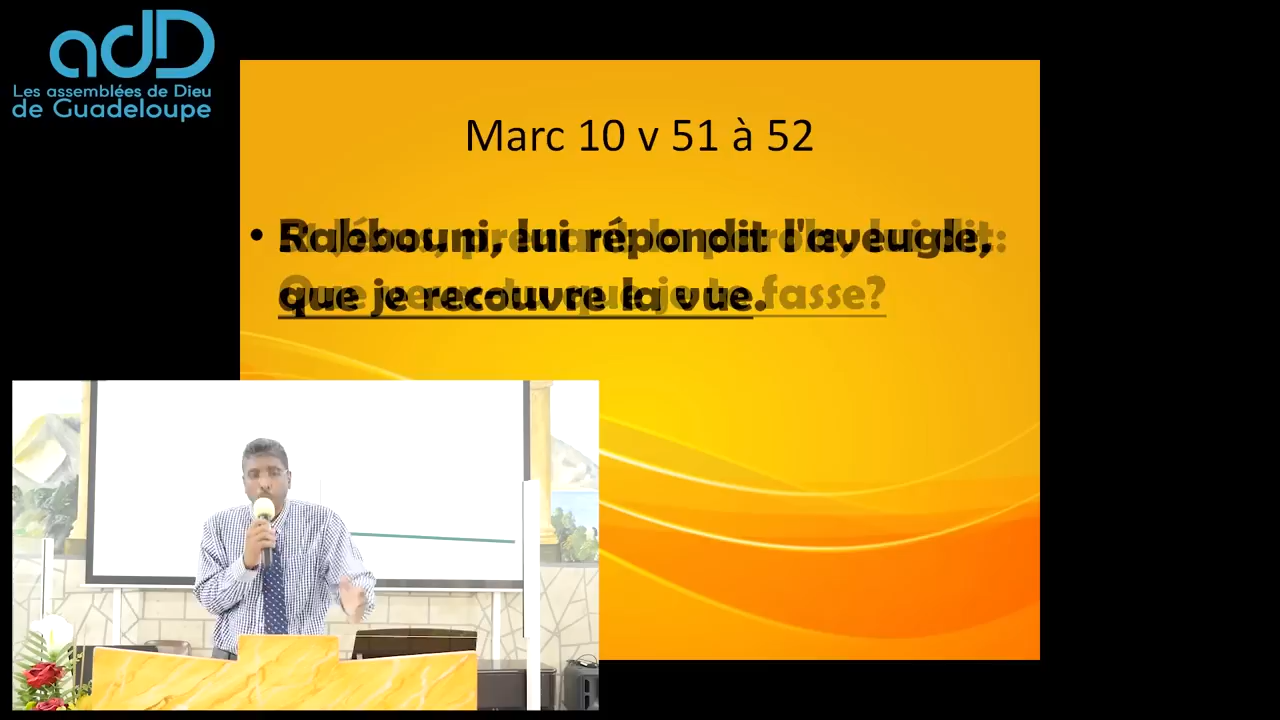 adD
Les assemblées de Dieu
de Guadeloupe
Marc 10 v 51 à 52
• Rabbouni, lui répondit l'aveugle,
que je recouvre la vue.
fasse?